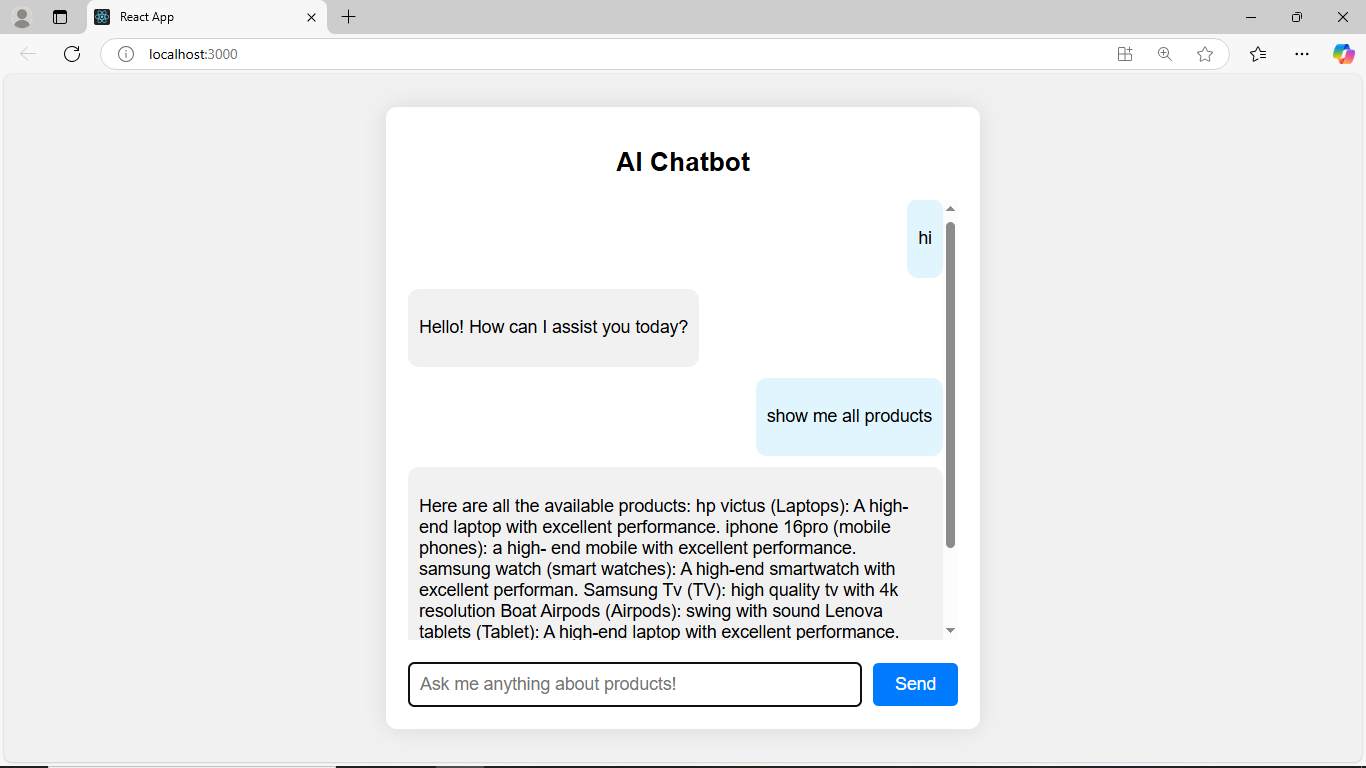 React App
localhost:3000
AI Chatbot
hi
Hello! How can I assist you today?
show me all products
Here are all the available products: hp victus (Laptops): A high-
end laptop with excellent performance. iphone 16pro (mobile
phones): a high- end mobile with excellent performance.
samsung watch (smart watches): A high-end smartwatch with
excellent performan. Samsung Tv (TV): high quality tv with 4k
resolution Boat Airpods (Airpods): swing with sound Lenova
tablets (Tablet): A high-end laptop with excellent performance.
Ask me anything about products!
Send